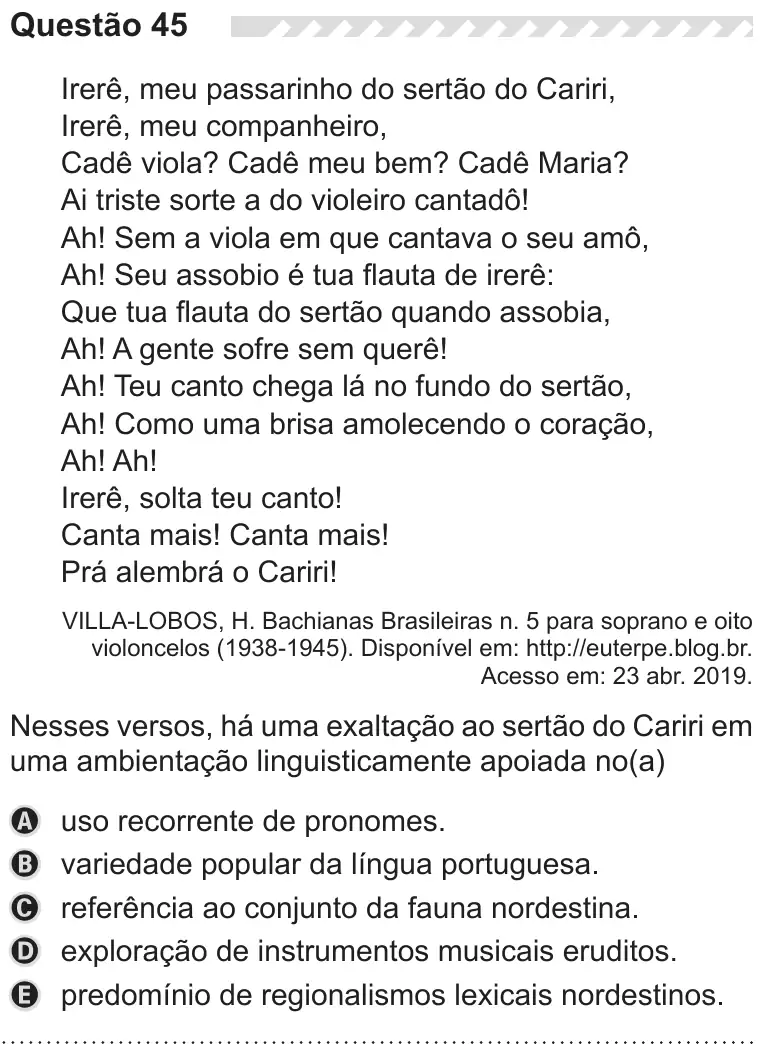 Questão 45
Irerê, meu passarinho do sertão do Cariri,
Irerê, meu companheiro,
Cadê viola? Cadê meu bem? Cadê Maria?
Ai triste sorte a do violeiro cantadô!
Ah! Sem a viola em que cantava o seu amô,
Ah! Seu assobio é tua flauta de irerê:
Que tua flauta do sertão quando assobia,
Ah! A gente sofre sem querê!
Ah! Teu canto chega lá no fundo do sertão,
Ah! Como uma brisa amolecendo o coração,
Ah! Ah!
Irerê, solta teu canto!
Canta mais! Canta mais!
Prá alembrá o Cariri!
VILLA-LOBOS, H. Bachianas Brasileiras n. 5 para soprano e oito
violoncelos (1938-1945). Disponível em: http://euterpe.blog.br.
Acesso em: 23 abr. 2019.
Nesses versos, há uma exaltação ao sertão do Cariri em
uma ambientação linguisticamente apoiada no(a)
A uso recorrente de pronomes.
B variedade popular da língua portuguesa.
C referência ao conjunto da fauna nordestina.
D exploração de instrumentos musicais eruditos.
E predomínio de regionalismos lexicais nordestinos.